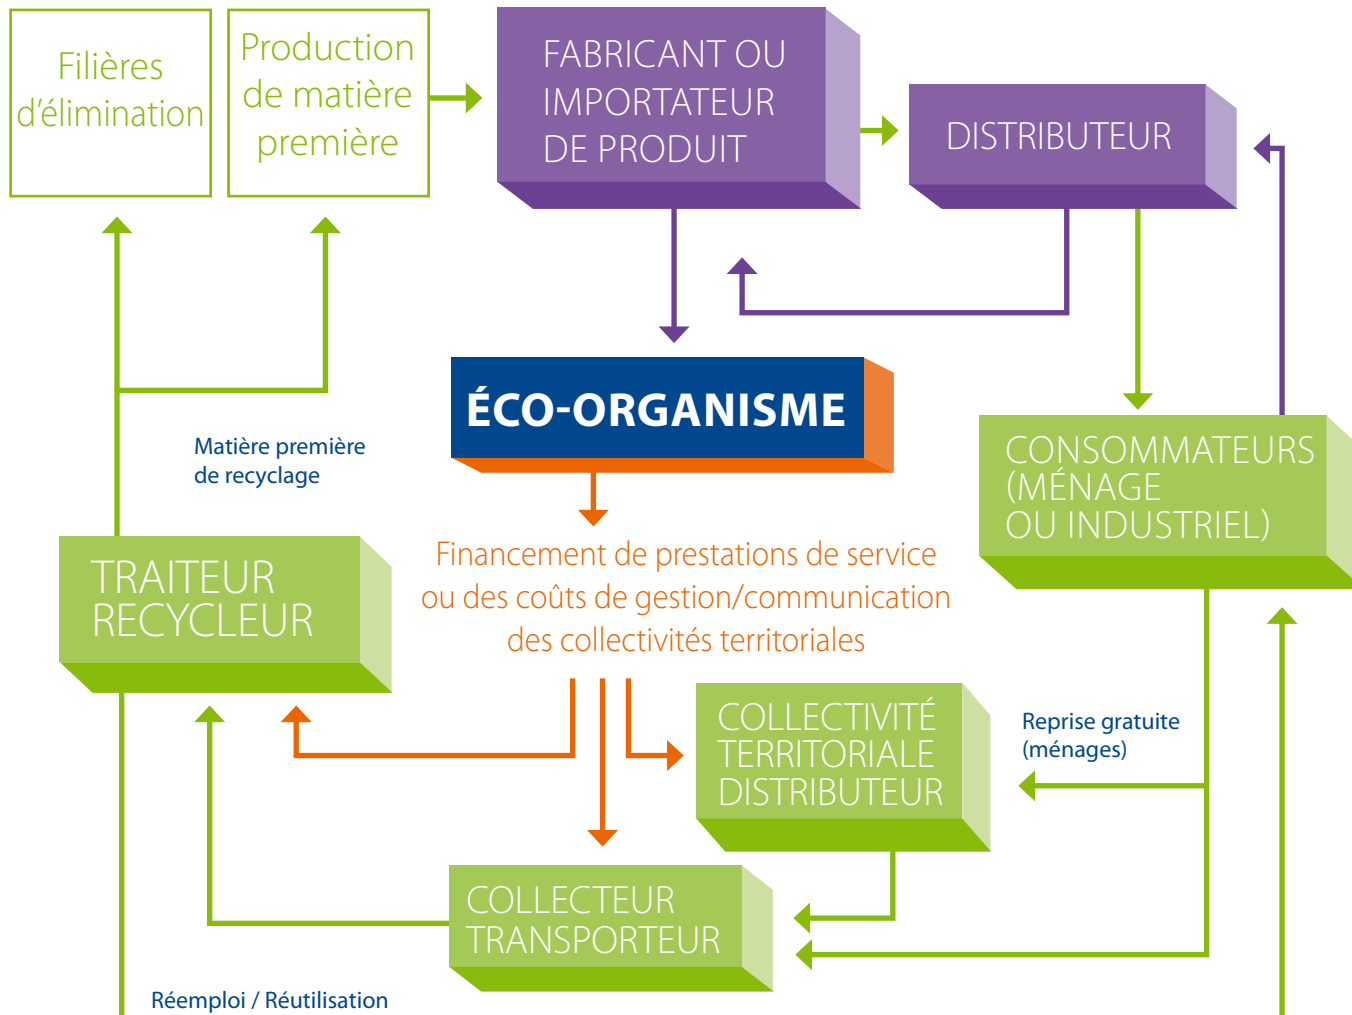 Filières
d'élimination
Production
de matière
première
FABRICANT OU
IMPORTATEUR
DE PRODUIT
DISTRIBUTEUR
ÉCO-ORGANISME
CONSOMMATEURS
(MÉNAGE
OU INDUSTRIEL)
Matière première
de recyclage
TRAITEUR
RECYCLEUR
Financement de prestations de service
ou des coûts de gestion/communication
des collectivités territoriales
COLLECTIVITÉ
TERRITORIALE
DISTRIBUTEUR
Reprise gratuite
(ménages)
COLLECTEUR
TRANSPORTEUR
Réemploi / Réutilisation